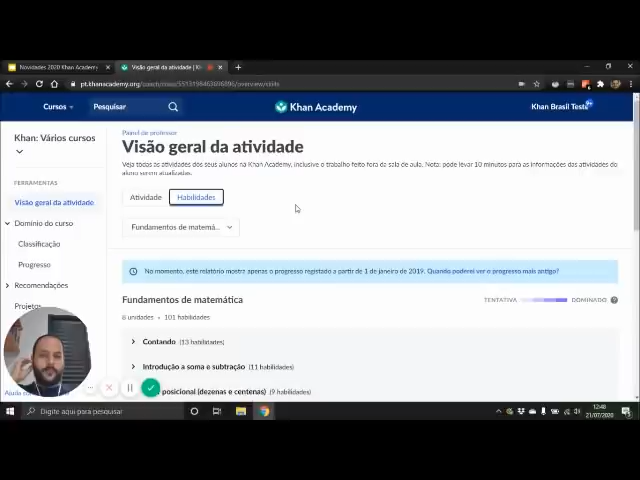 Novidades 2020 Khan Academy
Visão geral da atividade | Kh
pt.khanacademy.org/
Cursos
Pesquisar
Khan Academy
Khan Brasil Teste
Khan: Vários cursos
Painel do professor
Visão geral da atividade
Veja todas as atividades dos seus alunos na Khan Academy, inclusive o trabalho feito fora da sala de aula. Nota: pode levar 10 minutos para as informações das atividades do
aluno serem atualizadas.
FERRAMENTAS
Visão geral da atividade
Domínio do curso
Classificação
Progresso
Recomendações
Projetos
Atividade
Habilidades
Fundamentos de matemá...
No momento, este relatório mostra apenas o progresso registado a partir de 1 de janeiro de 2019. Quando poderei ver o progresso mais antigo?
Fundamentos de matemática
TENTATIVA
DOMINADO
8 unidades • 101 habilidades
Contando (13 habilidades)
Introdução a soma e subtração (11 habilidades)
posicional (dezenas e centenas) (9 habilidades)
Digite aqui para pesquisar
12:48
21/07/2020